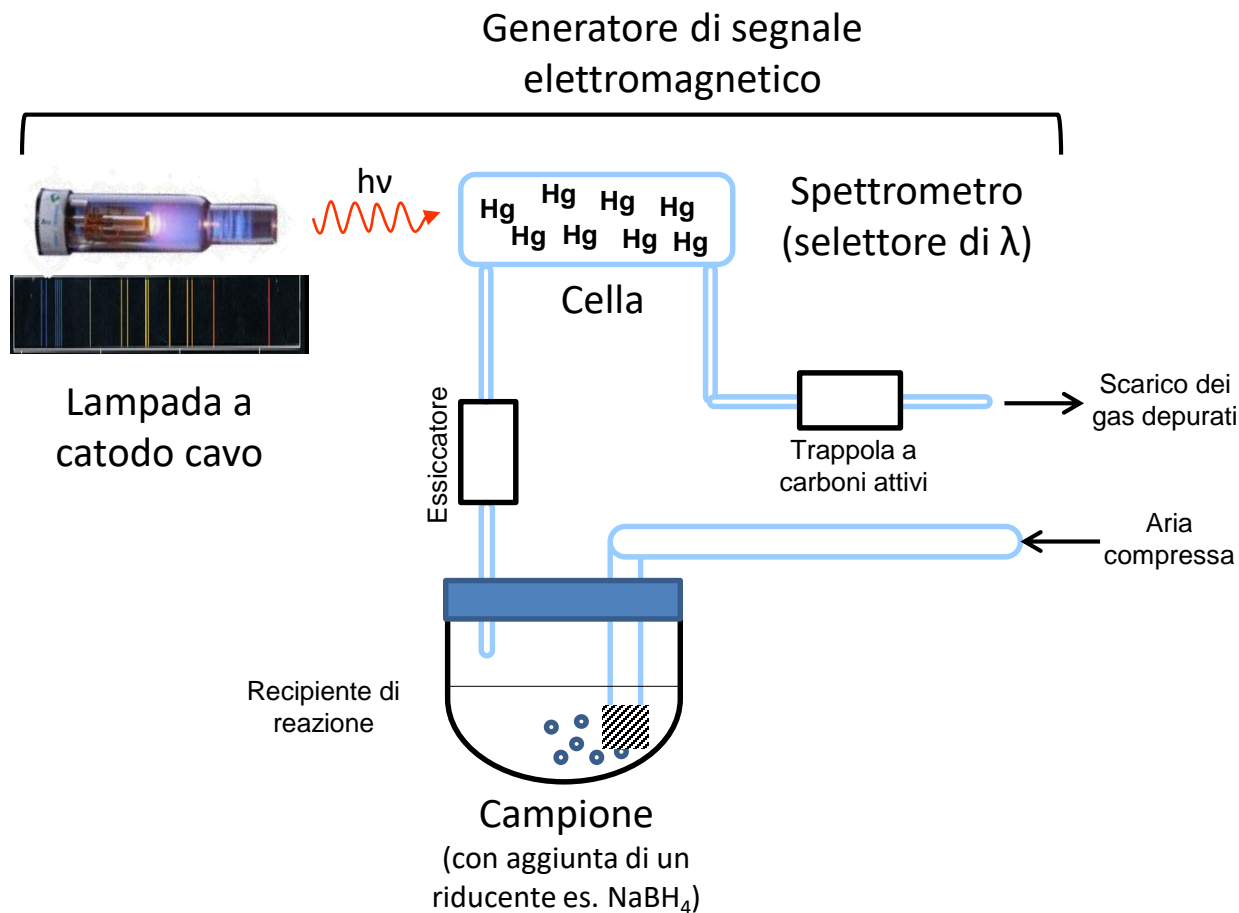 Generatore di segnale
elettromagnetico
hν
Hg Hg Hg Hg
Hg Hg Hg Hg
Spettrometro
(selettore di λ)
Cella
Lampada a
catodo cavo
Essiccatore
Trappola a
carboni attivi
Scarico dei
gas depurati
Aria
compressa
Recipiente di
reazione
Campione
(con aggiunta di un
riducente es. NaBH₄)